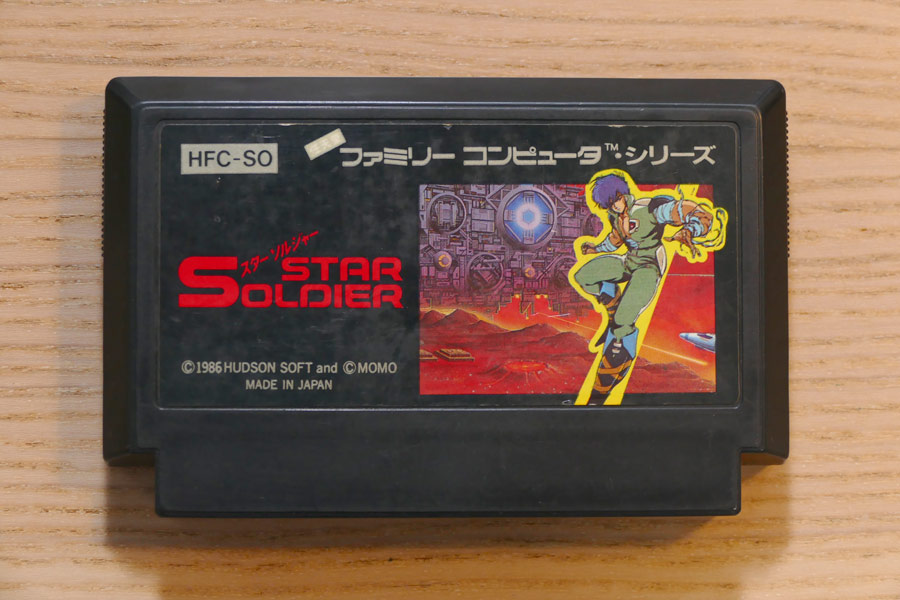 HFC-SO
ファミリー コンピュータ™・シリーズ
スター ソルジャー
STAR
SOLDIER
©1986 HUDSON SOFT and ©MOMO
MADE IN JAPAN